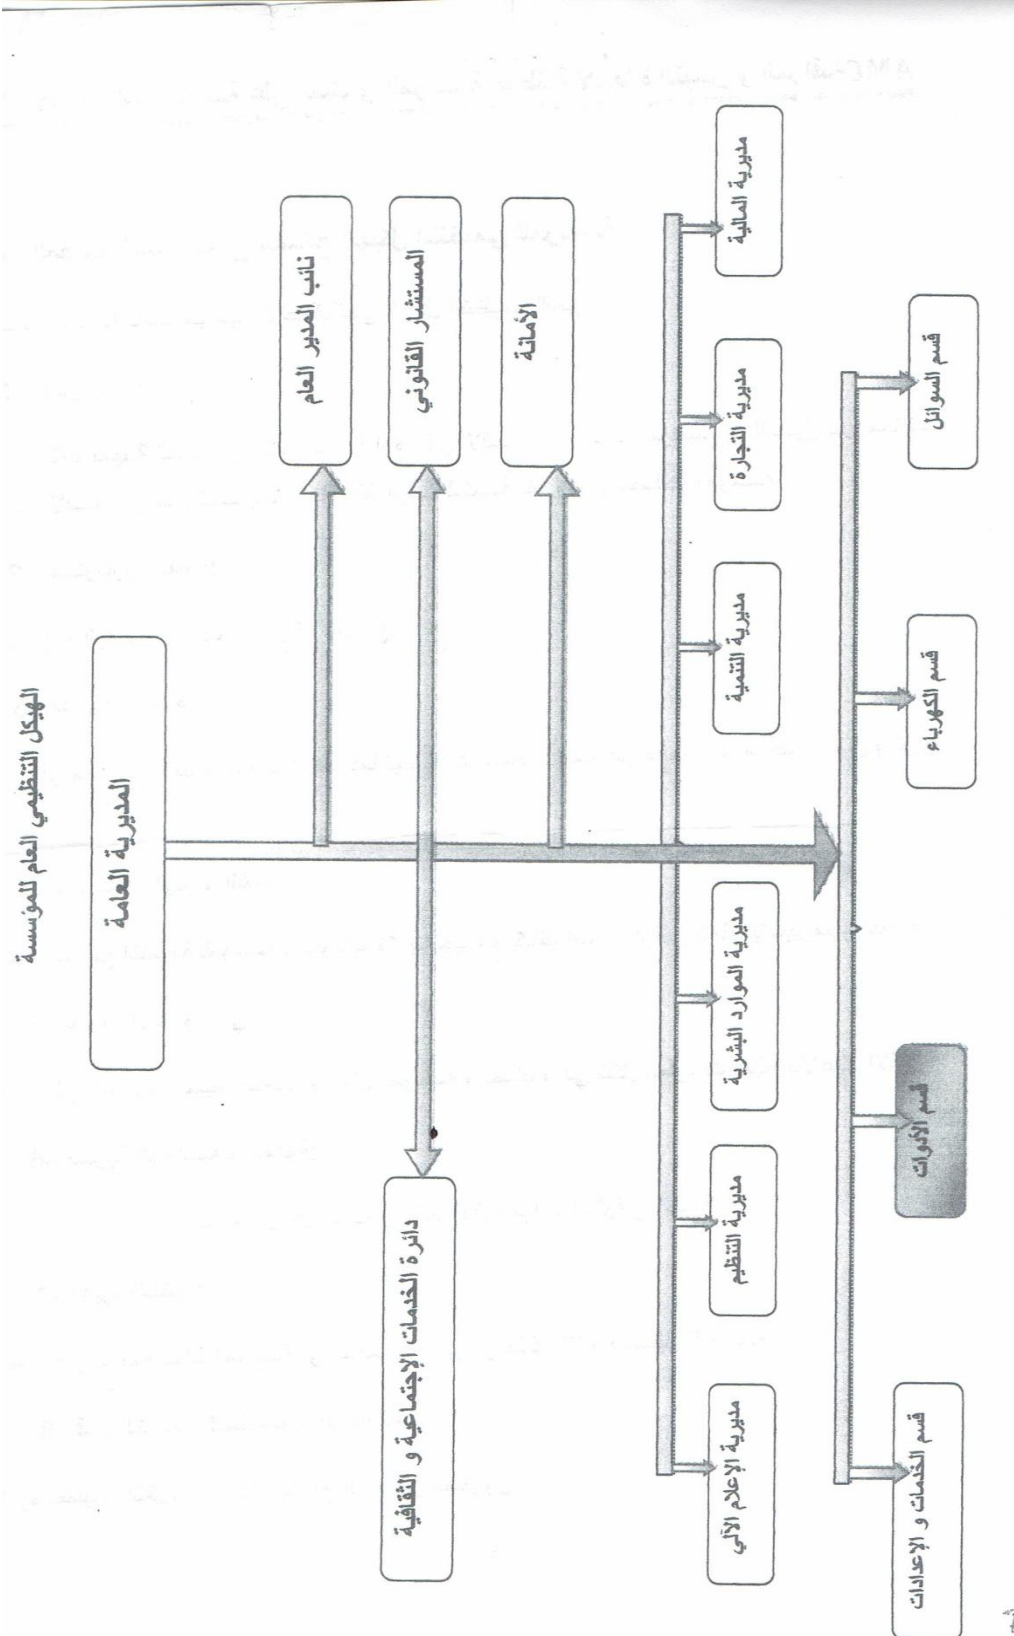 الهيكل التنظيمي العام للمؤسسة
المديرية العامة
نائب المدير العام
المستشار القانوني
دائرة الخدمات الإجتماعية و الثقافية
الأمانة
مديرية المالية
مديرية التجارة
مديرية التنمية
مديرية الموارد البشرية
مديرية التنظيم
مديرية الإعلام الآلي
قسم السوائل
قسم الكهرباء
قسم الأدوات
قسم الخدمات و الإعدادات